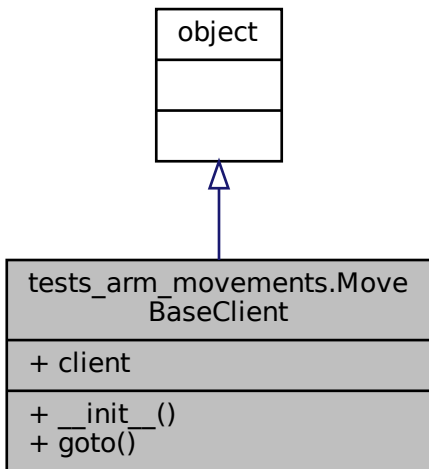 object
tests_arm_movements.Move
BaseClient
+ client
+ __init__()
+ goto()